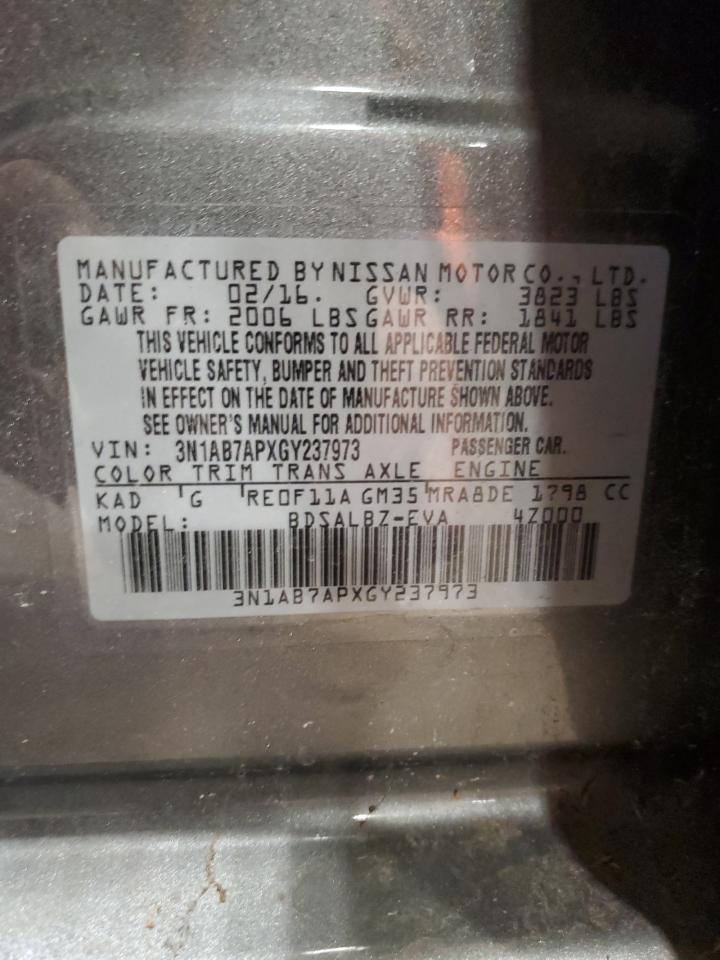 MANUFACTURED BY NISSAN MOTOR CO., LTD.
DATE: 02/16. GVWR: 3823 LBS
GAWR FR: 2006 LBS GAWR RR: 1841 LBS
THIS VEHICLE CONFORMS TO ALL APPLICABLE FEDERAL MOTOR
VEHICLE SAFETY, BUMPER AND THEFT PREVENTION STANDARDS
IN EFFECT ON THE DATE OF MANUFACTURE SHOWN ABOVE.
SEE OWNER'S MANUAL FOR ADDITIONAL INFORMATION.
VIN: 3N1AB7APXGY237973 PASSENGER CAR.
COLOR TRIM TRANS AXLE ENGINE
KAD G RE0F11A GM35 MRA8DE 1798 CC
MODEL: BDSALBZ-EVA 4Z000
3N1AB7APXGY237973